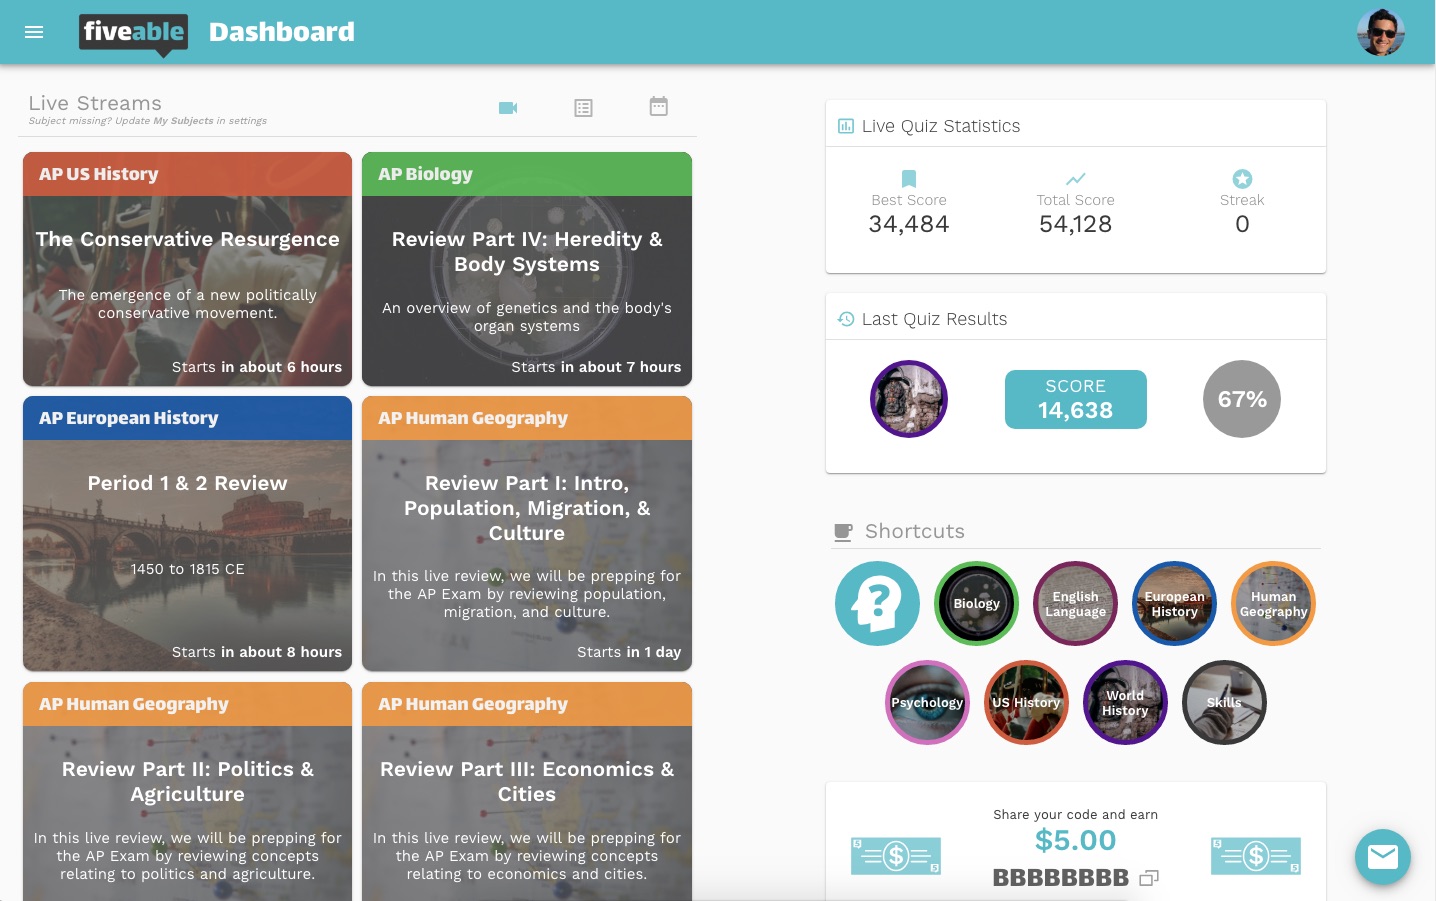 fiveable
Dashboard
Live Streams
Subject missing? Update My Subjects in settings
AP US History
The Conservative Resurgence
The emergence of a new politically
conservative movement.
Starts in about 6 hours
AP Biology
Review Part IV: Heredity &
Body Systems
An overview of genetics and the body's
organ systems
Starts in about 7 hours
AP European History
Period 1 & 2 Review
1450 to 1815 CE
Starts in about 8 hours
AP Human Geography
Review Part I: Intro,
Population, Migration, &
Culture
In this live review, we will be prepping for
the AP Exam by reviewing population,
migration, and culture.
Starts in 1 day
AP Human Geography
Review Part II: Politics &
Agriculture
In this live review, we will be prepping for
the AP Exam by reviewing concepts
relating to politics and agriculture.
AP Human Geography
Review Part III: Economics &
Cities
In this live review, we will be prepping for
the AP Exam by reviewing concepts
relating to economics and cities.
Live Quiz Statistics
Best Score
34,484
Total Score
54,128
Streak
0
Last Quiz Results
SCORE
14,638
67%
Shortcuts
?
Biology
English
Language
European
History
Human
Geography
Psychology
US History
World
History
Skills
Share your code and earn
$5.00
BBBBBBBB